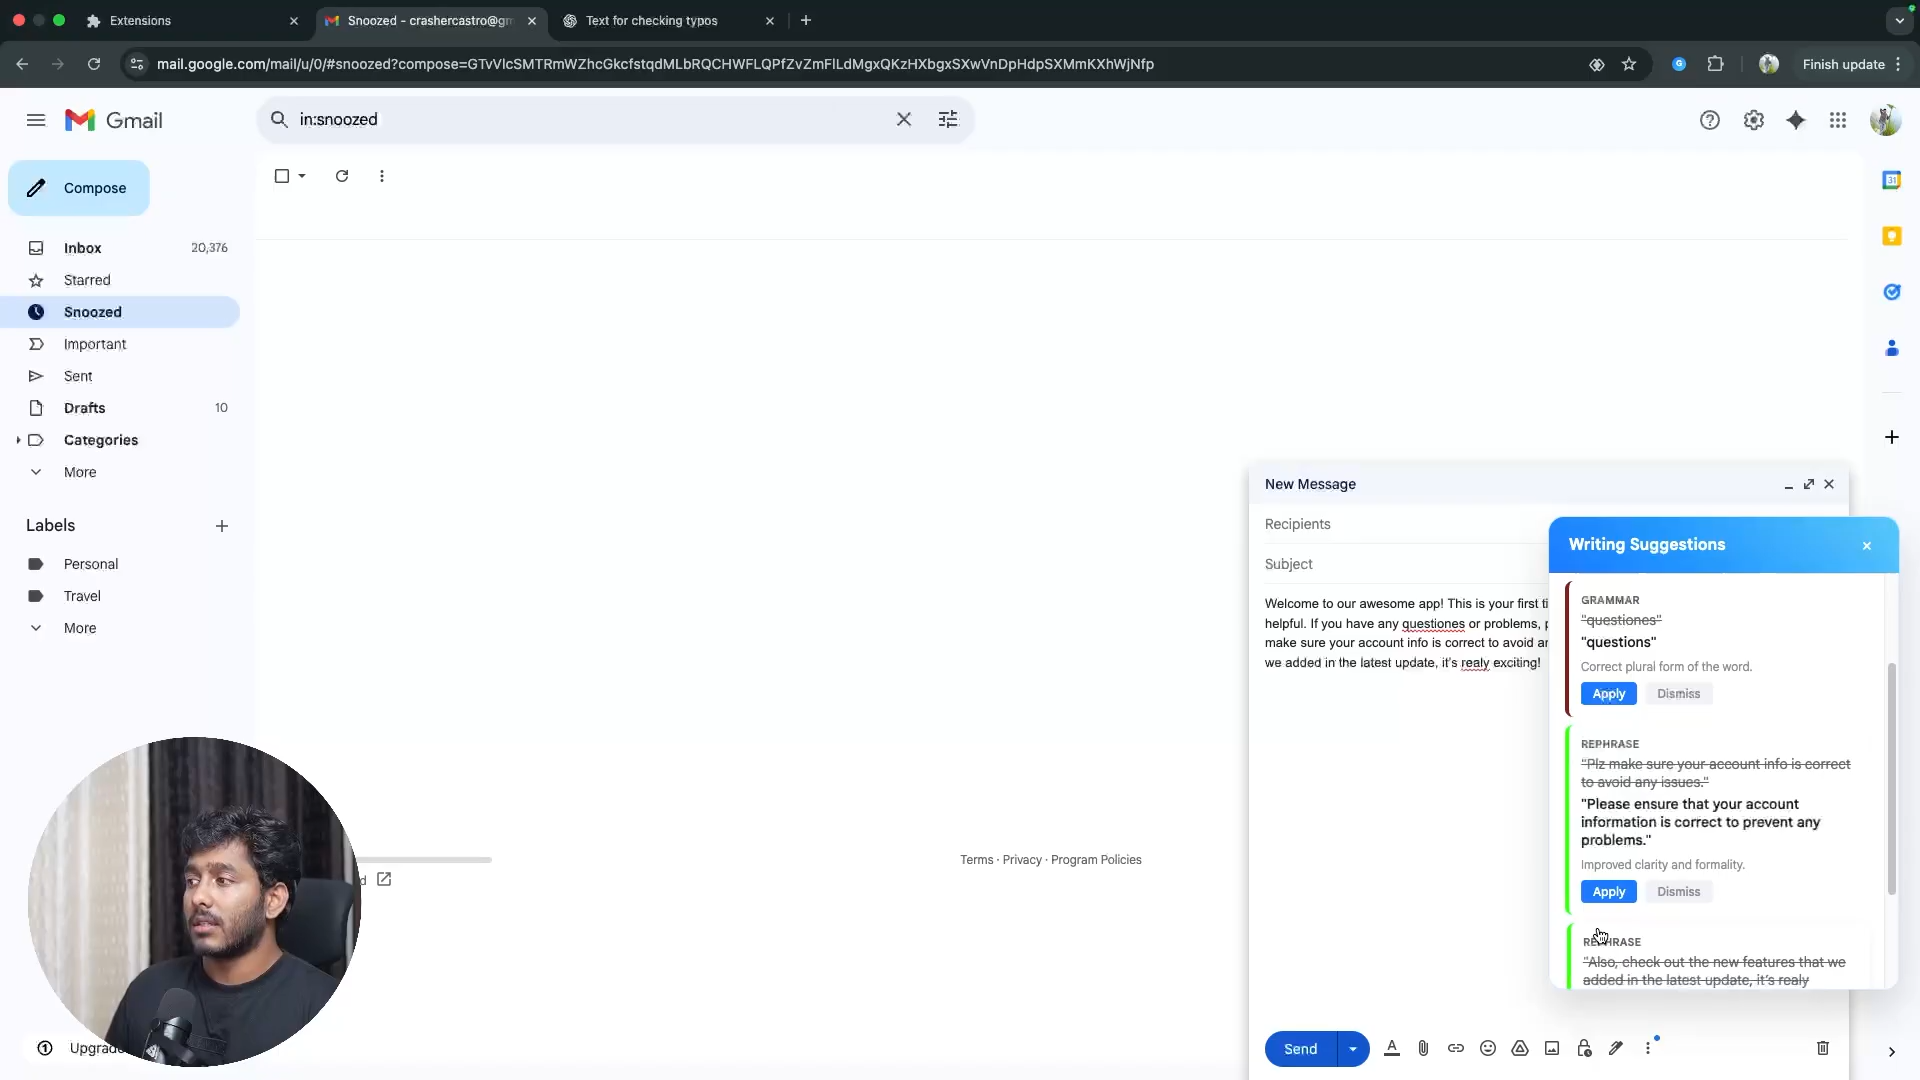 Extensions
Snoozed - crashercastro@gm
Text for checking typos
mail.google.com/mail/u/0/#snoozed?compose=GTvVlcSMTRmWZhcGkcfstqdMLbRQCHWFLQPfZvZmFlLdMgxQKzHXbgxSXwVnDpHdpSXMmKXhWjNfp
Finish update
Gmail
in:snoozed
Compose
Inbox 20,376
Starred
Snoozed
Important
Sent
Drafts 10
Categories
More
Labels
Personal
Travel
More
Upgrad
Terms · Privacy · Program Policies
New Message
Recipients
Subject
Welcome to our awesome app! This is your first ti
helpful. If you have any questiones or problems, p
make sure your account info is correct to avoid an
we added in the latest update, it's realy exciting!
Send
Writing Suggestions
GRAMMAR
"questiones"
"questions"
Correct plural form of the word.
Apply Dismiss
REPHRASE
"Plz make sure your account info is correct
to avoid any issues."
"Please ensure that your account
information is correct to prevent any
problems."
Improved clarity and formality.
Apply Dismiss
REPHRASE
"Also, check out the new features that we
added in the latest update, it's realy